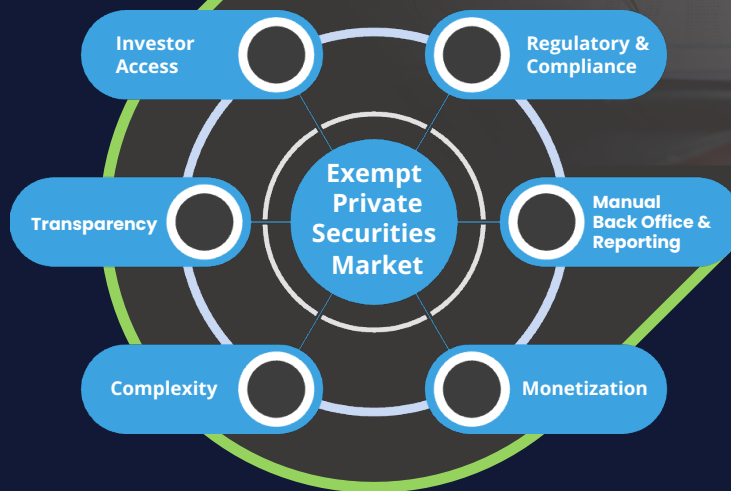 Investor
Access
Regulatory &
Compliance
Transparency
Exempt
Private
Securities
Market
Manual
Back Office &
Reporting
Complexity
Monetization